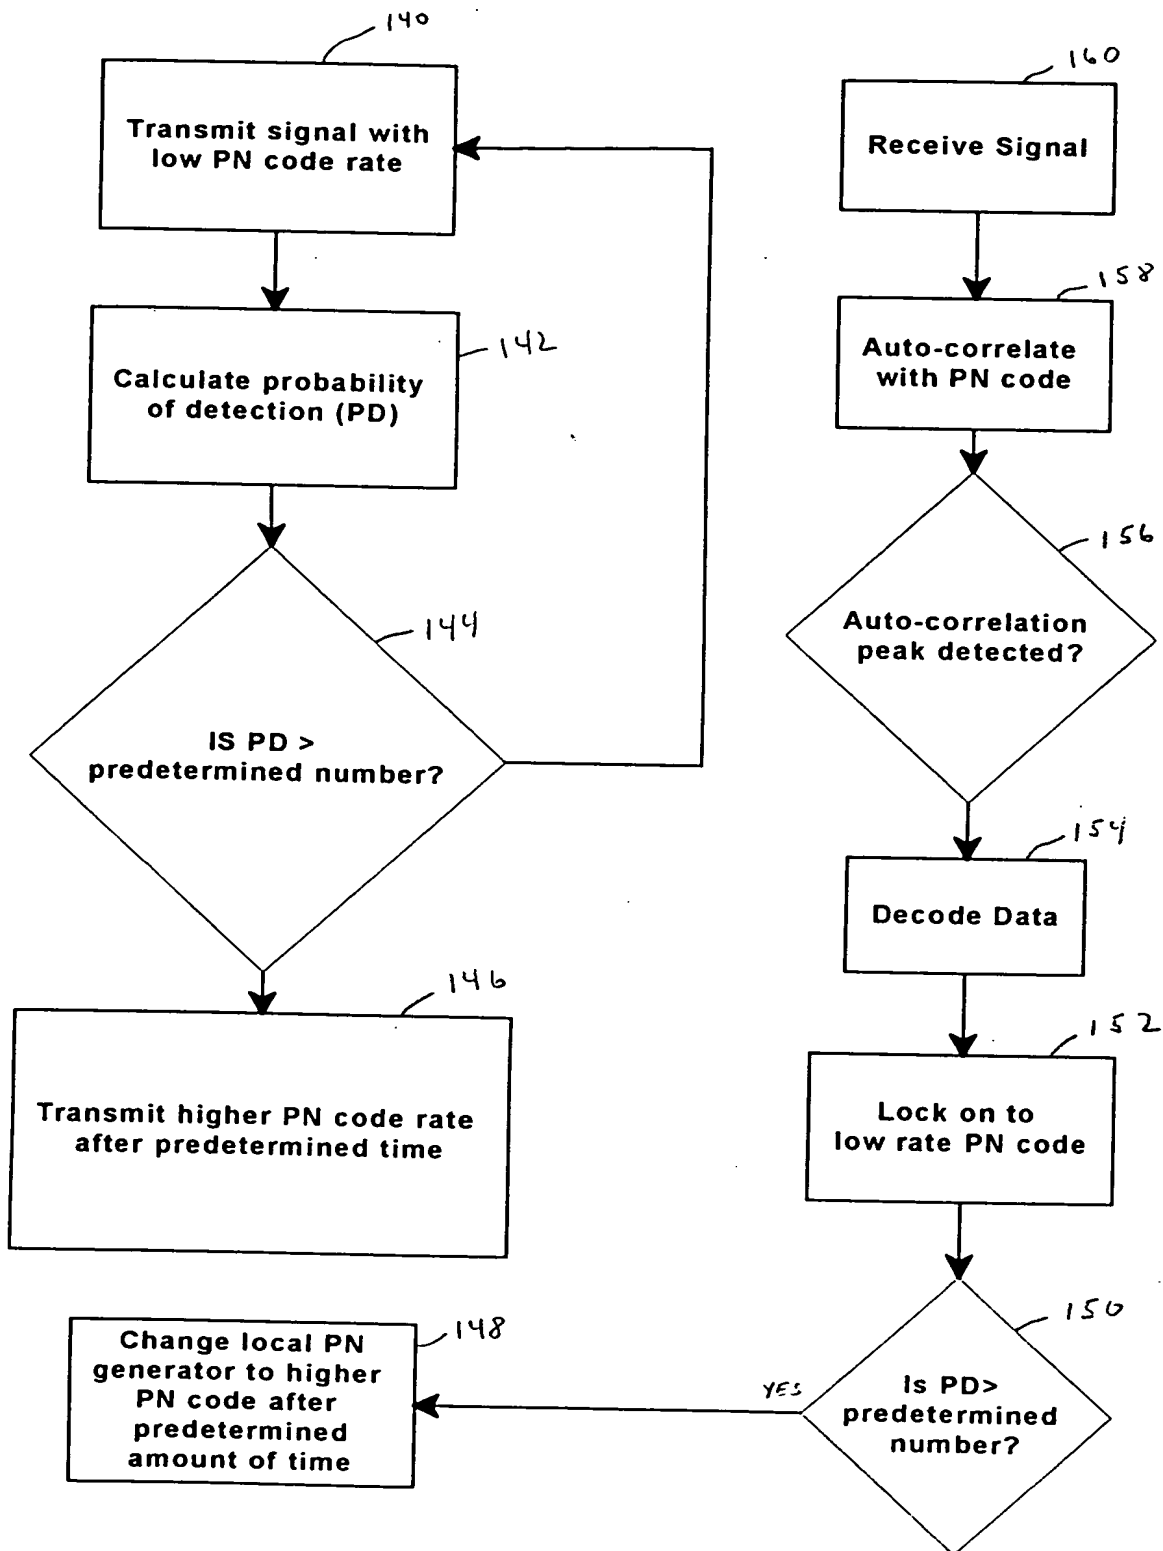 140
Transmit signal with
low PN code rate
142
Calculate probability
of detection (PD)
144
IS PD >
predetermined number?
146
Transmit higher PN code rate
after predetermined time
148
Change local PN
generator to higher
PN code after
predetermined
amount of time
160
Receive Signal
158
Auto-correlate
with PN code
156
Auto-correlation
peak detected?
154
Decode Data
152
Lock on to
low rate PN code
150
YES
Is PD>
predetermined
number?